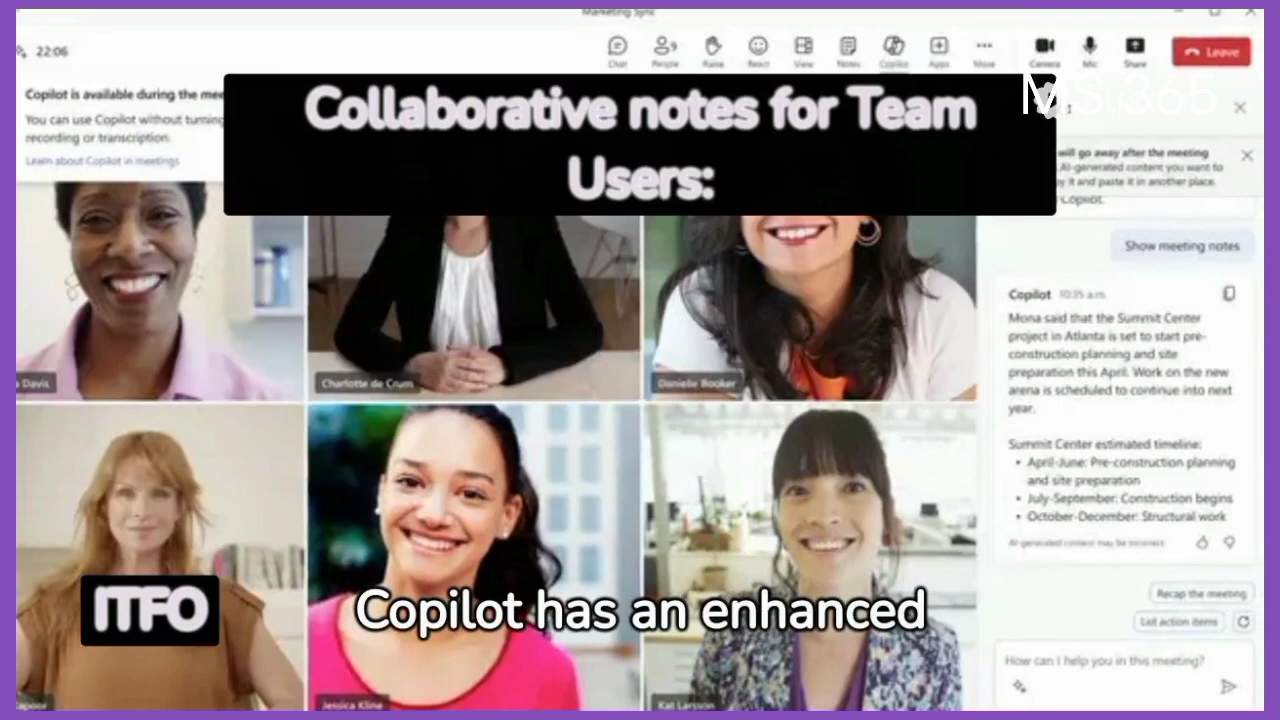 Marketing Sync
22:06
Chat
People
9
Raise
React
View
Notes
Copilot
Apps
More
Camera
Mic
Share
Leave
MS 365
Copilot is available during the mee
You can use Copilot without turning
recording or transcription.
Learn about Copilot in meetings
Collaborative notes for Team
Users:
will go away after the meeting
AI-generated content you want to
y it and paste it in another place.
Copilot.
Show meeting notes
Copilot 10:35 a.m.
Mona said that the Summit Center
project in Atlanta is set to start pre-
construction planning and site
preparation this April. Work on the new
arena is scheduled to continue into next
year.
Summit Center estimated timeline:
• April-June: Pre-construction planning
and site preparation
• July-September: Construction begins
• October-December: Structural work
AI-generated content may be incorrect
Recap the meeting
List action items
How can I help you in this meeting?
Davis
Charlotte de Crum
Danielle Booker
ITFO
Copilot has an enhanced
Kapoor
Jessica Kline
Kat Larsson